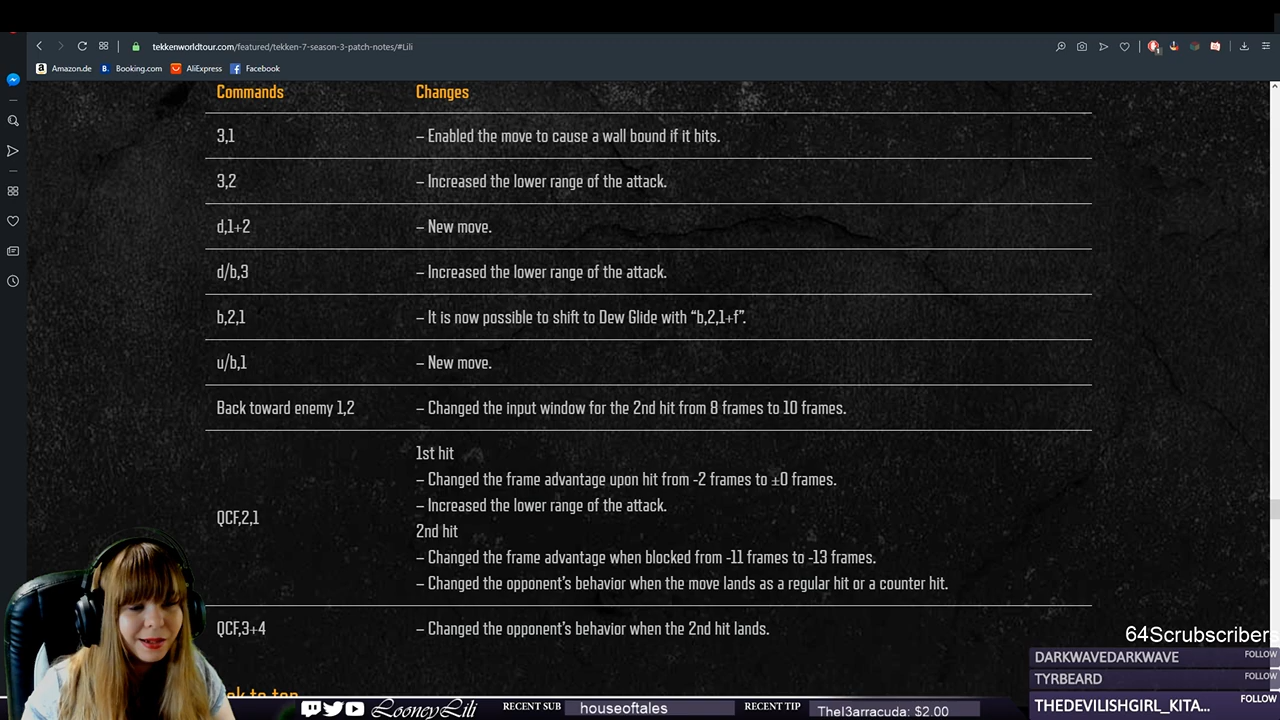 tekkenworldtour.com/featured/tekken-7-season-3-patch-notes/#Lili
Amazon.de Booking.com AliExpress Facebook
Commands Changes
3,1 – Enabled the move to cause a wall bound if it hits.
3,2 – Increased the lower range of the attack.
d,1+2 – New move.
d/b,3 – Increased the lower range of the attack.
b,2,1 – It is now possible to shift to Dew Glide with “b,2,1+f”.
u/b,1 – New move.
Back toward enemy 1,2 – Changed the input window for the 2nd hit from 8 frames to 10 frames.
1st hit
– Changed the frame advantage upon hit from -2 frames to ±0 frames.
– Increased the lower range of the attack.
QCF,2,1
2nd hit
– Changed the frame advantage when blocked from -11 frames to -13 frames.
– Changed the opponent’s behavior when the move lands as a regular hit or a counter hit.
QCF,3+4 – Changed the opponent’s behavior when the 2nd hit lands.
64Scrubscribers
DARKWAVEDARKWAVE FOLLOW
TYRBEARD FOLLOW
THEDEVILISHGIRL_KITA... FOLLOW
to top
LooneyLili RECENT SUB houseoftales RECENT TIP TheI3arracuda: $2.00